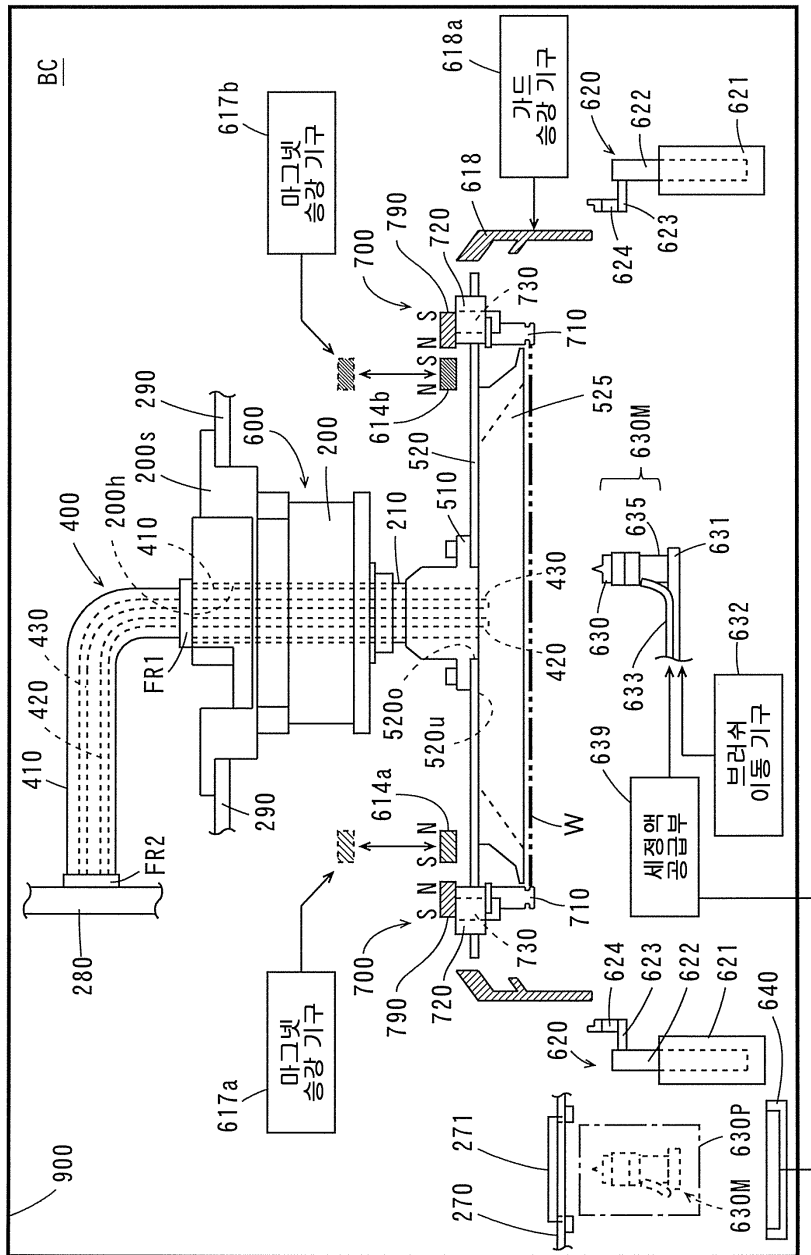 900
BC
410
420
430
400
280
FR2
FR1
410
200h
200s
290
290
600
200
210
617a
617b
마그넷
승강 기구
마그넷
승강 기구
614a
520u
520o
510
614b
S N
N S
700
S N
N S
700
790
790
720
720
730
730
710
710
420
430
520
525
618a
가드
승강 기구
618
W
270
271
630P
630M
620
624
623
622
621
640
639
세정액
공급부
632
브러쉬
이동 기구
633
630
631
635
630M
624
623
620
622
621